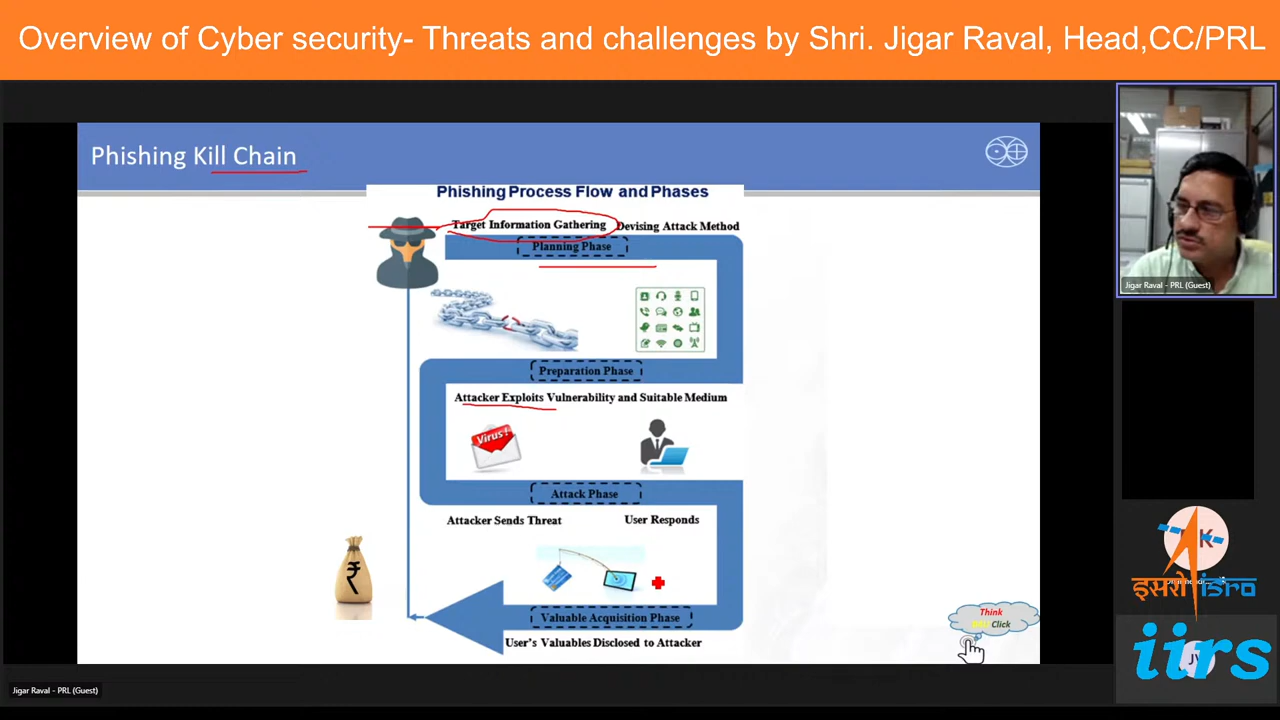 Overview of Cyber security- Threats and challenges by Shri. Jigar Raval, Head,CC/PRL
Phishing Kill Chain
Phishing Process Flow and Phases
Target Information Gathering
Devising Attack Method
Planning Phase
Preparation Phase
Attacker Exploits Vulnerability and Suitable Medium
Virus!
Attack Phase
Attacker Sends Threat
User Responds
₹
Valuable Acquisition Phase
User's Valuables Disclosed to Attacker
Think
Click
Jigar Raval - PRL (Guest)
K
इसरो isro
iirs
JY
Jigar Raval - PRL (Guest)